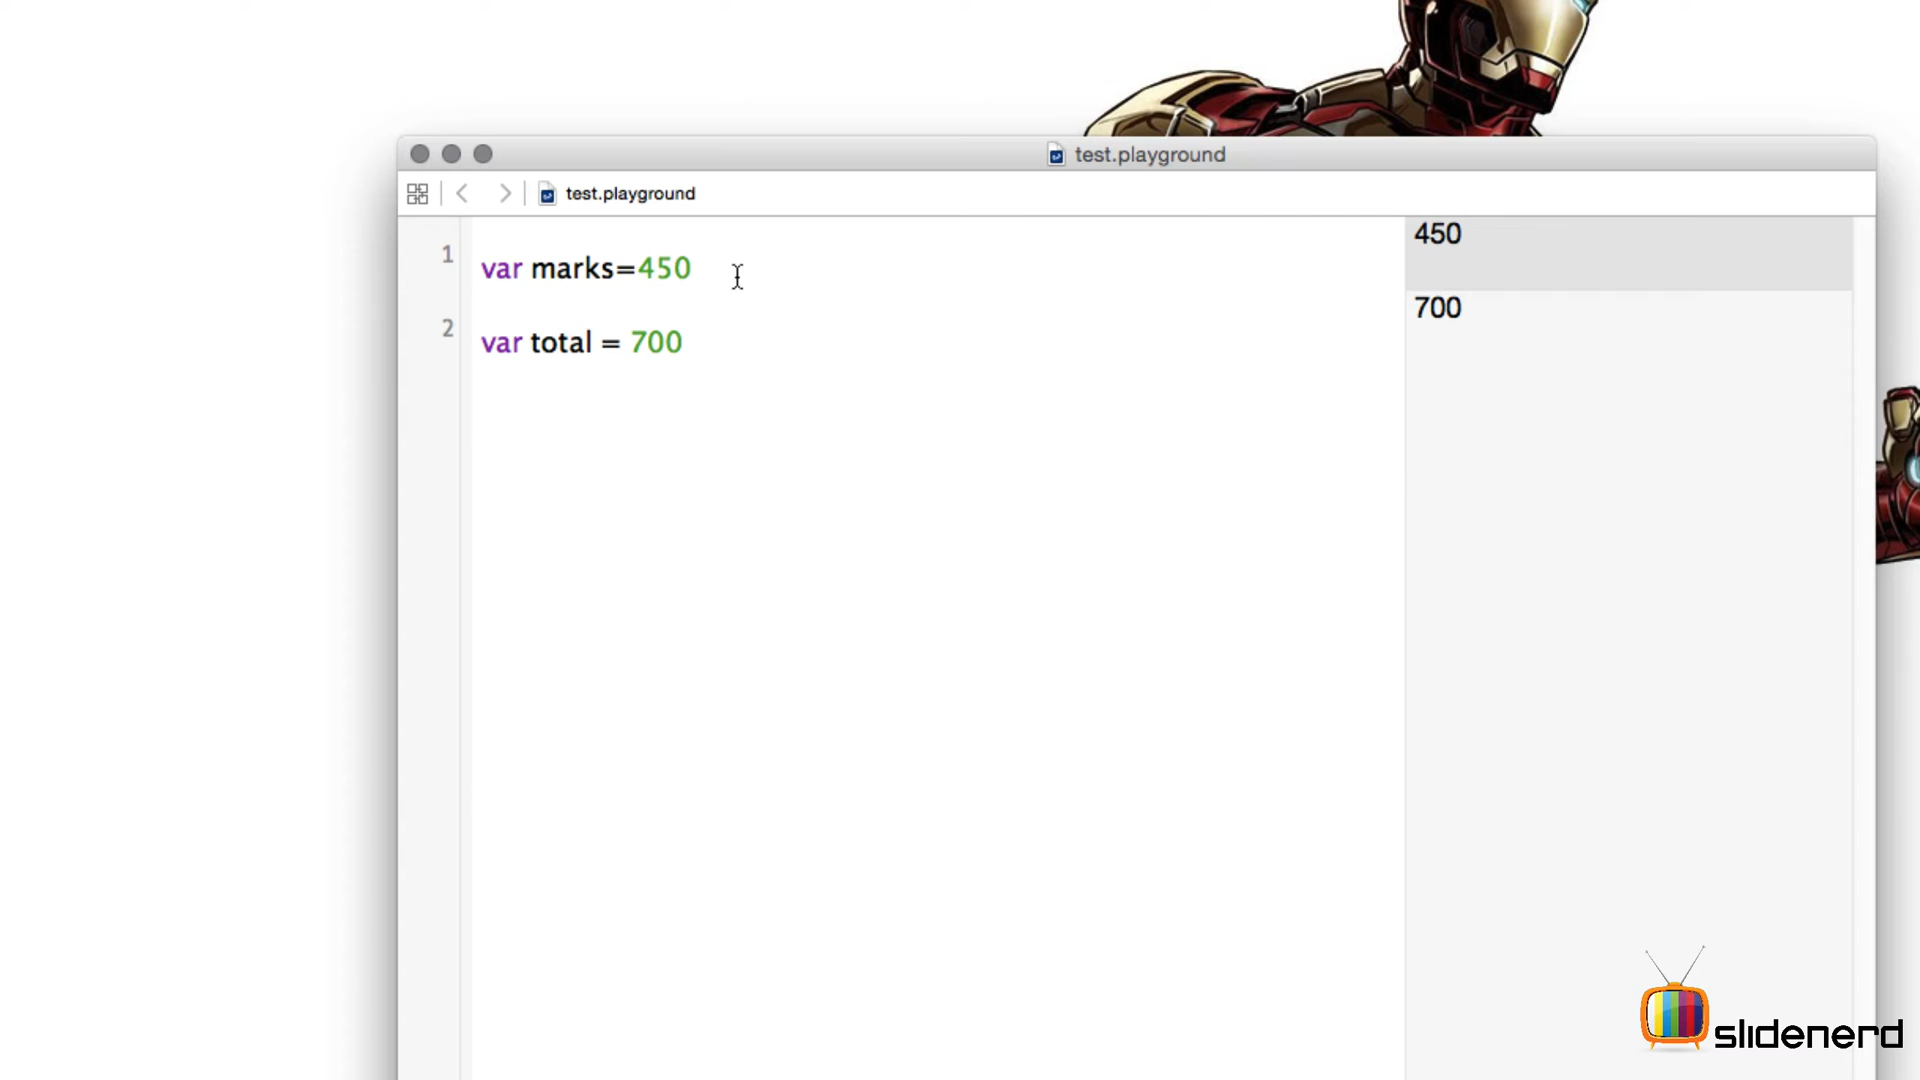 test.playground
test.playground
1 var marks=450 450
2 var total = 700 700
slidenerd